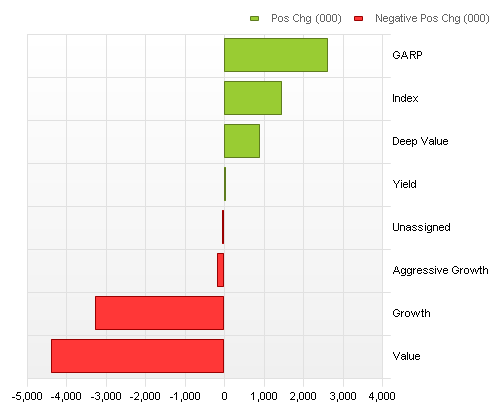 Pos Chg (000) Negative Pos Chg (000)
GARP
Index
Deep Value
Yield
Unassigned
Aggressive Growth
Growth
Value
-5,000 -4,000 -3,000 -2,000 -1,000 0 1,000 2,000 3,000 4,000